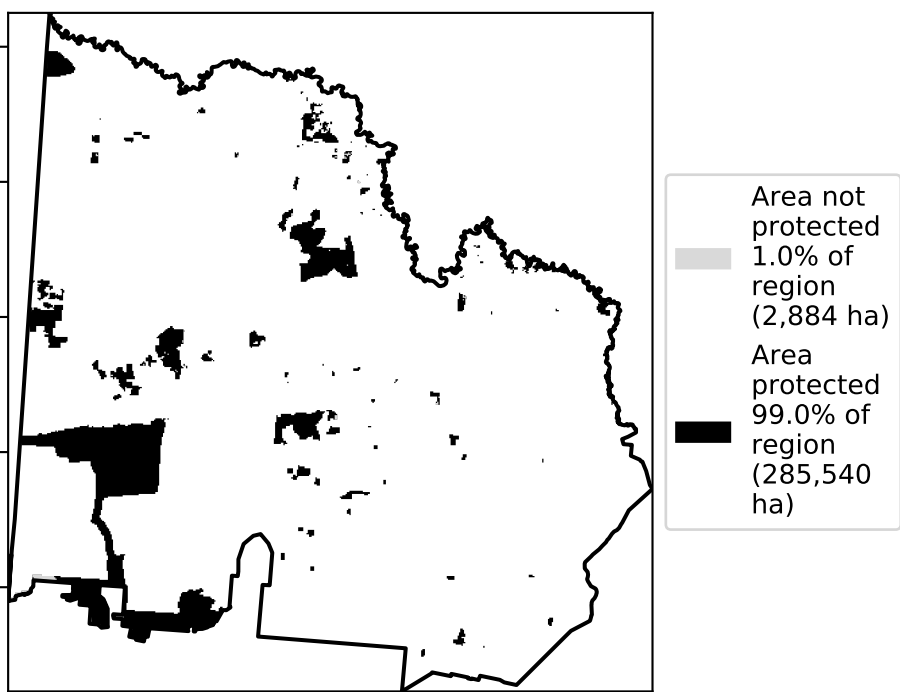 Area not
protected
1.0% of
region
(2,884 ha)
Area
protected
99.0% of
region
(285,540
ha)